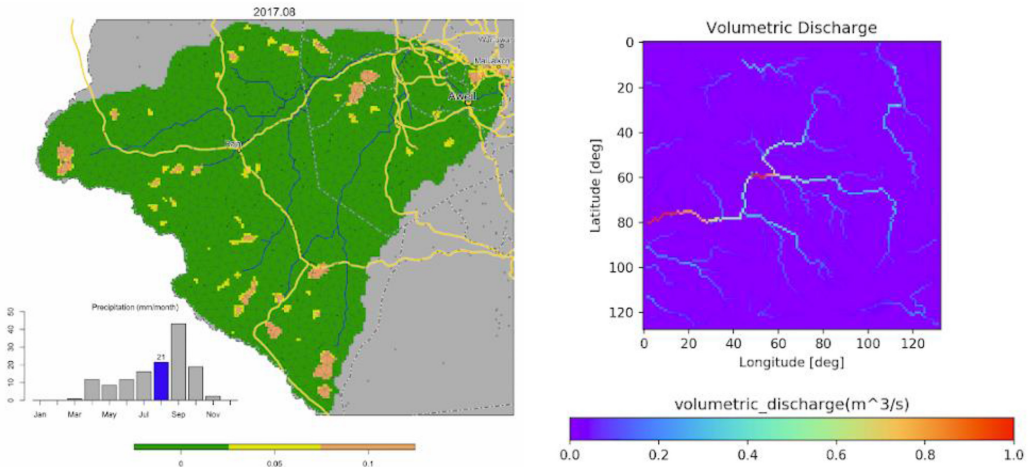 2017.08
Aweil
Precipitation (mm/month)
50
40
30
20
10
0
21
Jan Mar May Jul Sep Nov
0 0.05 0.1
Volumetric Discharge
Latitude [deg]
0
20
40
60
80
100
120
0 20 40 60 80 100 120
Longitude [deg]
volumetric_discharge(m^3/s)
0.0 0.2 0.4 0.6 0.8 1.0